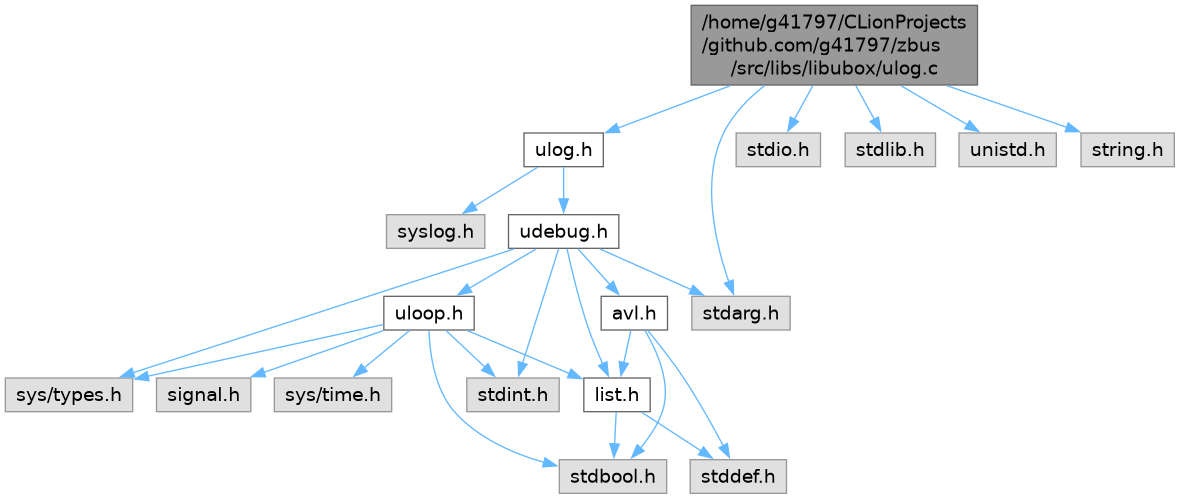 /home/g41797/CLionProjects
/github.com/g41797/zbus
/src/libs/libubox/ulog.c
ulog.h
stdio.h
stdlib.h
unistd.h
string.h
syslog.h
udebug.h
uloop.h
avl.h
stdarg.h
sys/types.h
signal.h
sys/time.h
stdint.h
list.h
stdbool.h
stddef.h